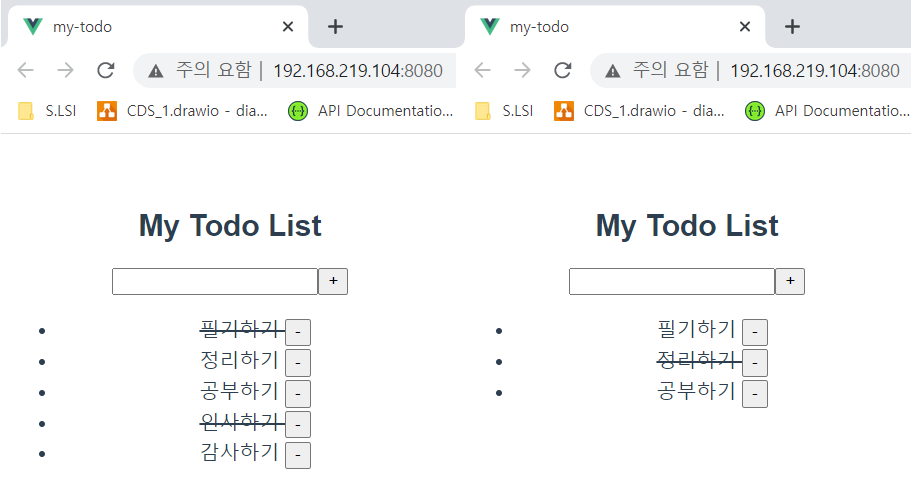 my-todo
주의 요함 | 192.168.219.104:8080
S.LSI CDS_1.drawio - dia... API Documentatio...
My Todo List
+
필기하기 -
정리하기 -
공부하기 -
인사하기 -
감사하기 -
my-todo
주의 요함 | 192.168.219.104:8080
S.LSI CDS_1.drawio - dia... API Documentatio...
My Todo List
+
필기하기 -
정리하기 -
공부하기 -